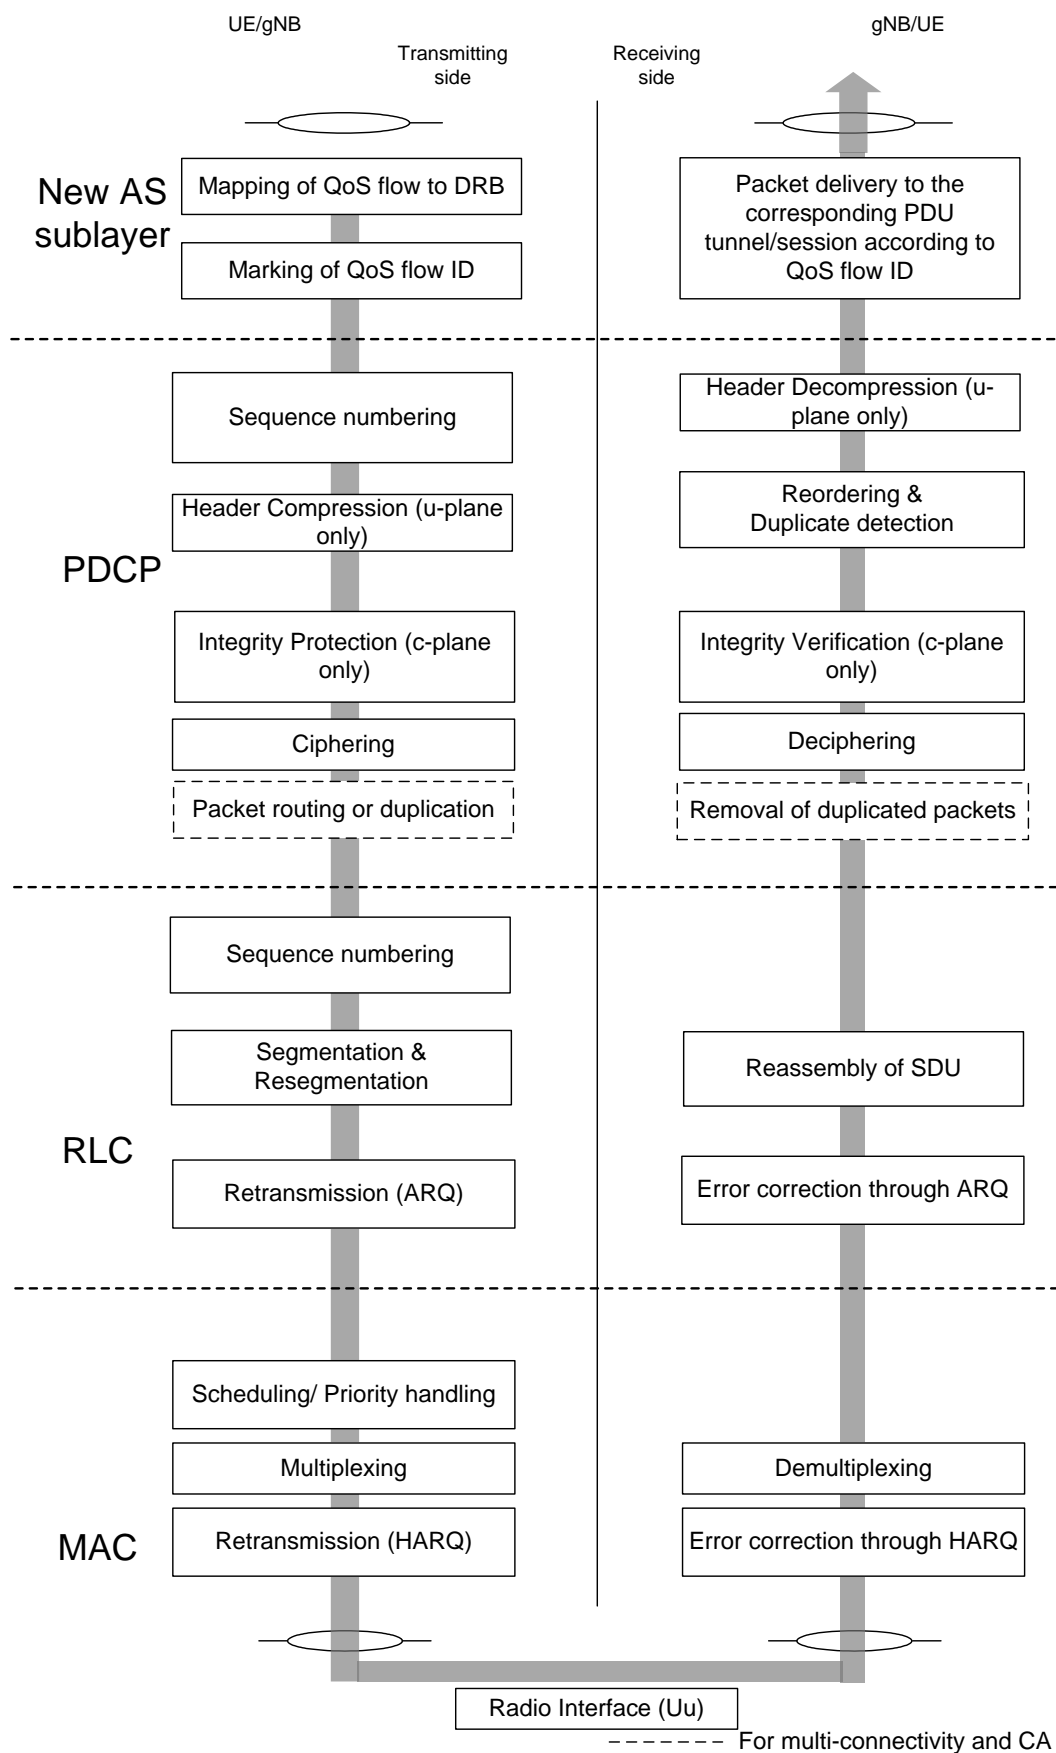 UE/gNB
gNB/UE
Transmitting
side
Receiving
side
New AS
sublayer
Mapping of QoS flow to DRB
Marking of QoS flow ID
Packet delivery to the
corresponding PDU
tunnel/session according to
QoS flow ID
PDCP
Sequence numbering
Header Compression (u-plane
only)
Integrity Protection (c-plane
only)
Ciphering
Packet routing or duplication
Header Decompression (u-
plane only)
Reordering &
Duplicate detection
Integrity Verification (c-plane
only)
Deciphering
Removal of duplicated packets
RLC
Sequence numbering
Segmentation &
Resegmentation
Retransmission (ARQ)
Reassembly of SDU
Error correction through ARQ
MAC
Scheduling/ Priority handling
Multiplexing
Retransmission (HARQ)
Demultiplexing
Error correction through HARQ
Radio Interface (Uu)
For multi-connectivity and CA